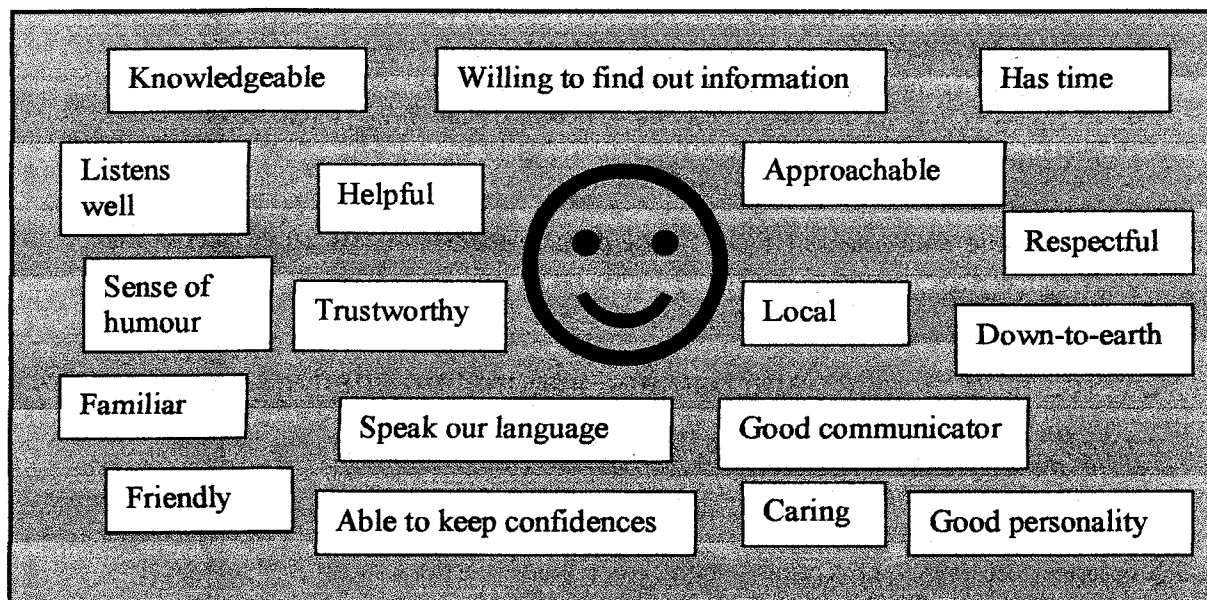 Knowledgeable
Willing to find out information
Has time
Listens
well
Helpful
Approachable
Respectful
Sense of
humour
Trustworthy
Local
Down-to-earth
Familiar
Speak our language
Good communicator
Friendly
Able to keep confidences
Caring
Good personality